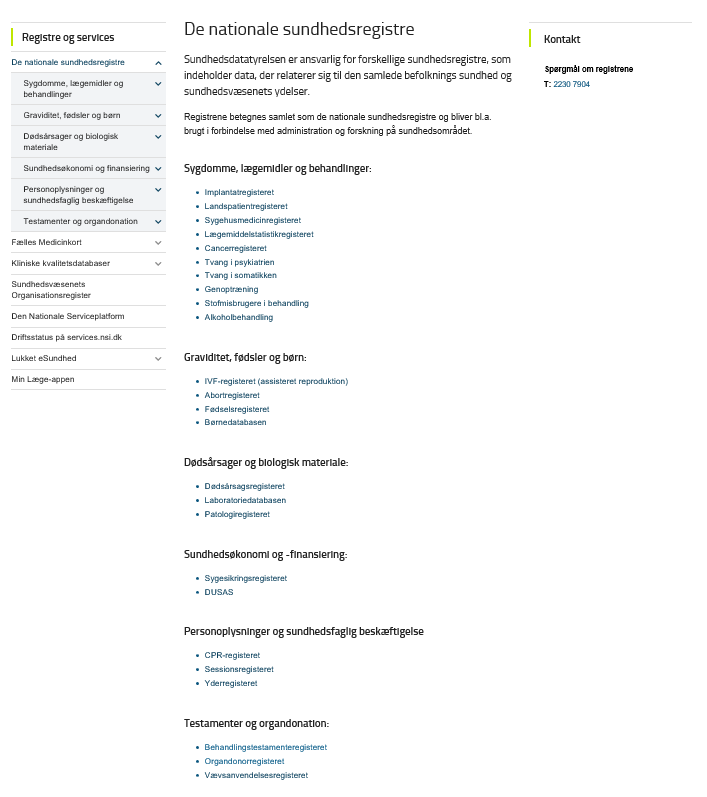 Registre og services
De nationale sundhedsregistre
Sygdomme, lægemidler og
behandlinger
Graviditet, fødsler og børn
Dødsårsager og biologisk
materiale
Sundhedsøkonomi og finansiering
Personoplysninger og
sundhedsfaglig beskæftigelse
Testamenter og organdonation
Fælles Medicinkort
Kliniske kvalitetsdatabaser
Sundhedsvæsenets
Organisationsregister
Den Nationale Serviceplatform
Driftsstatus på services.nsi.dk
Lukket eSundhed
Min Læge-appen
De nationale sundhedsregistre
Sundhedsdatatyrelsen er ansvarlig for forskellige sundhedsregistre, som
indeholder data, der relaterer sig til den samlede befolknings sundhed og
sundhedsvæsenets ydelser.
Registrene betegnes samlet som de nationale sundhedsregistre og bliver bl.a.
brugt i forbindelse med administration og forskning på sundhedsområdet.
Sygdomme, lægemidler og behandlinger:
• Implantatregisteret
• Landspatientregisteret
• Sygehusmedicinregisteret
• Lægemiddelstatistikregisteret
• Cancerregisteret
• Tvang i psykiatrien
• Tvang i somatikken
• Genoptræning
• Stofmisbrugere i behandling
• Alkoholbehandling
Graviditet, fødsler og børn:
• IVF-registeret (assisteret reproduktion)
• Abortregisteret
• Fødselsregisteret
• Børnedatabasen
Dødsårsager og biologisk materiale:
• Dødsårsagsregisteret
• Laboratoriedatabasen
• Patologiregisteret
Sundhedsøkonomi og -finansiering:
• Sygesikringsregisteret
• DUSAS
Personoplysninger og sundhedsfaglig beskæftigelse
• CPR-registeret
• Sessionsregisteret
• Yderregisteret
Testamenter og organdonation:
• Behandlingstestamenteregisteret
• Organdonorregisteret
• Vævsanvendelsesregisteret
Kontakt
Spørgmål om registrene
T: 2230 7904